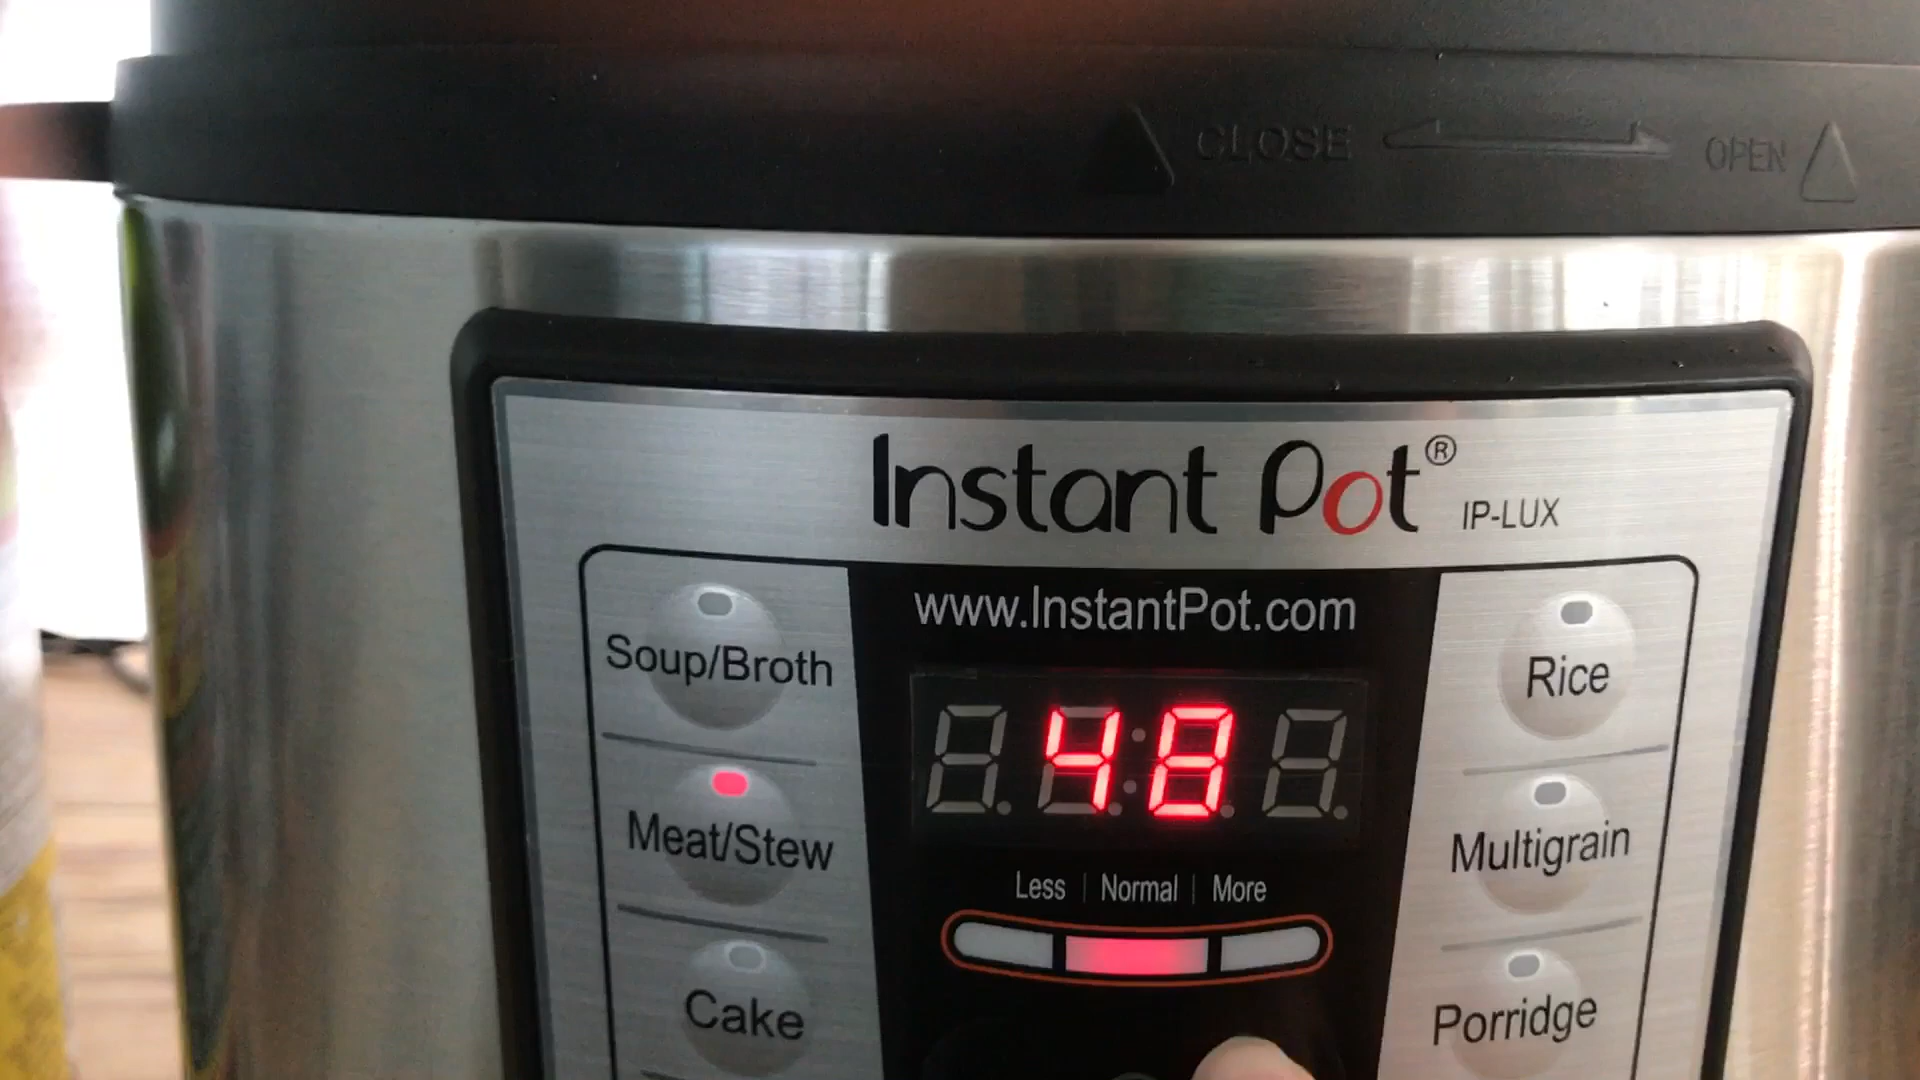 CLOSE OPEN
Instant Pot® IP-LUX
www.InstantPot.com
Soup/Broth
48
Rice
Meat/Stew
Multigrain
Less | Normal | More
Cake
Porridge